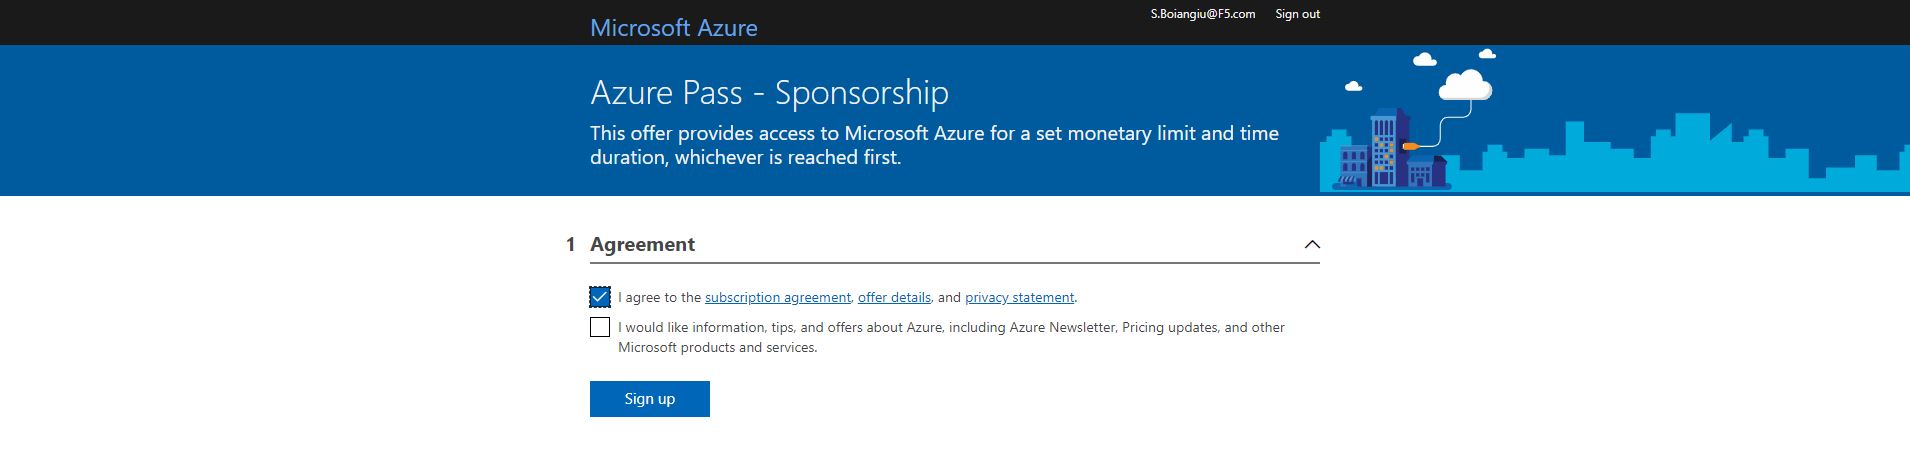 Microsoft Azure
S.Boiangiu@F5.com Sign out
Azure Pass - Sponsorship
This offer provides access to Microsoft Azure for a set monetary limit and time
duration, whichever is reached first.
1 Agreement
I agree to the subscription agreement, offer details, and privacy statement.
I would like information, tips, and offers about Azure, including Azure Newsletter, Pricing updates, and other
Microsoft products and services.
Sign up